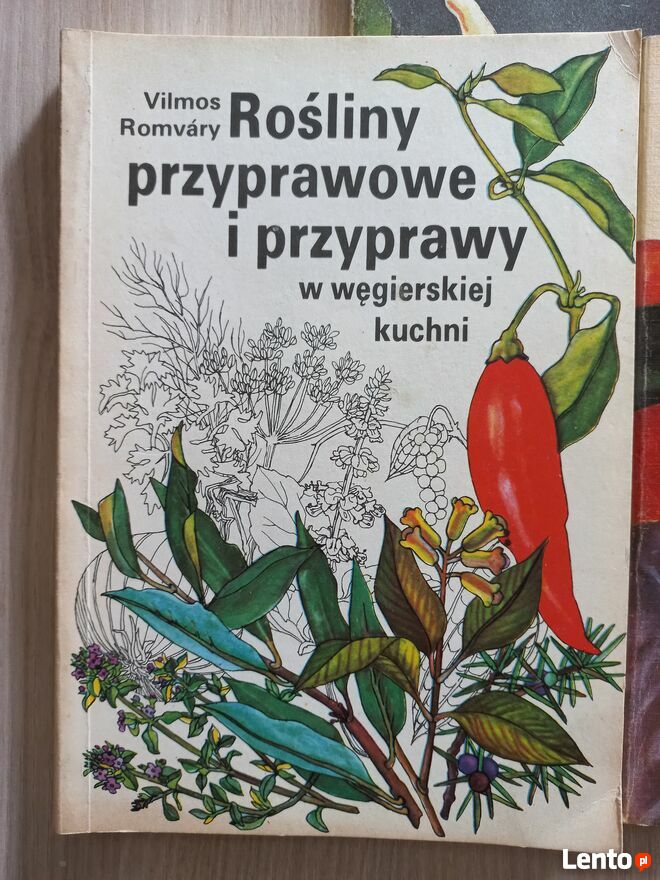 Vilmos
Romváry
Rośliny
przyprawowe
i przyprawy
w węgierskiej
kuchni
Lento.pl